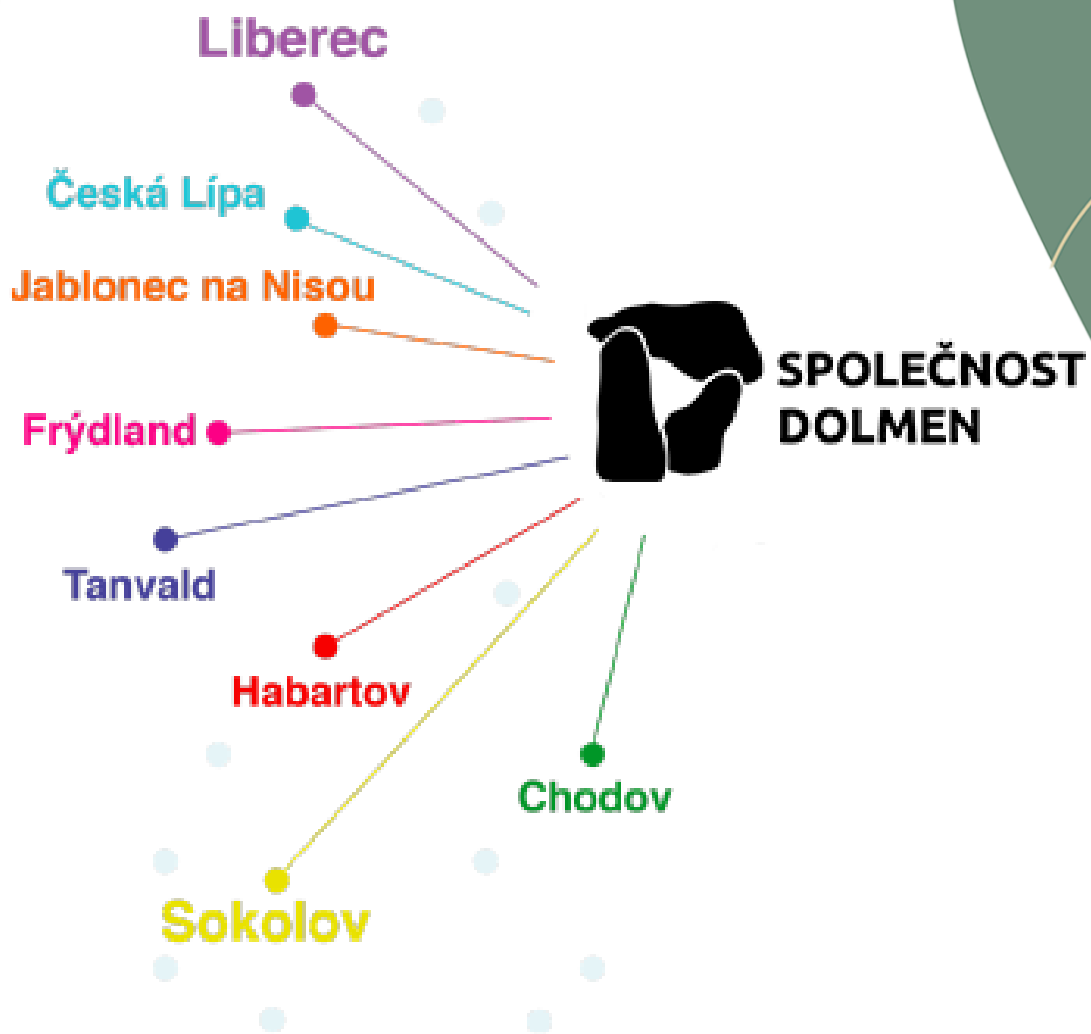 Liberec
Česká Lípa
Jablonec na Nisou
SPOLEČNOST
DOLMEN
Frýdland
Tanvald
Habartov
Chodov
Sokolov